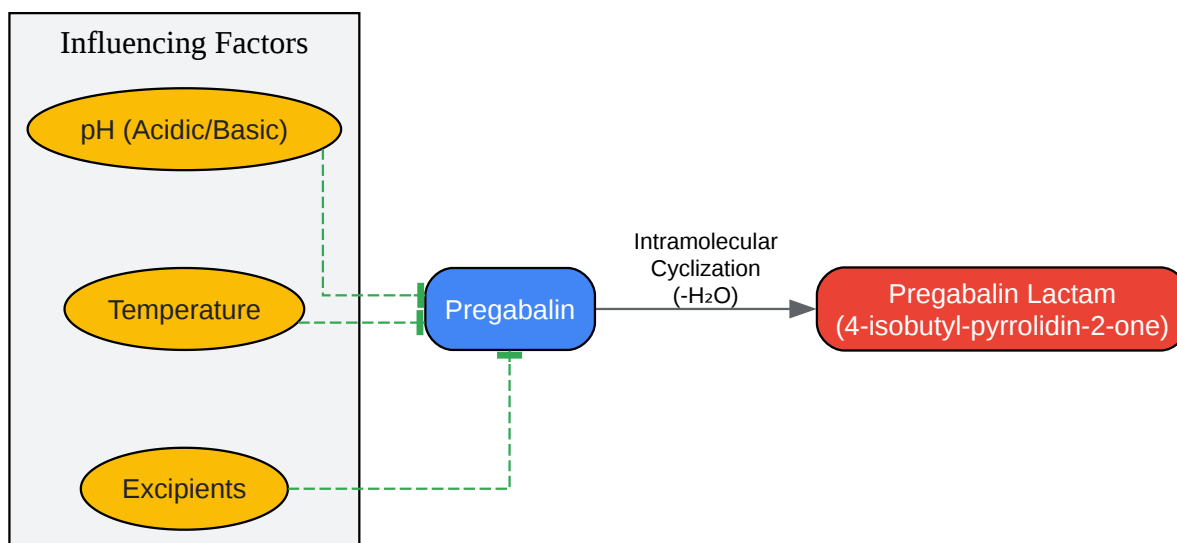 Influencing Factors
pH (Acidic/Basic)
Temperature
Excipients
Pregabalin
Intramolecular
Cyclization
(-H₂O)
Pregabalin Lactam
(4-isobutyl-pyrrolidin-2-one)